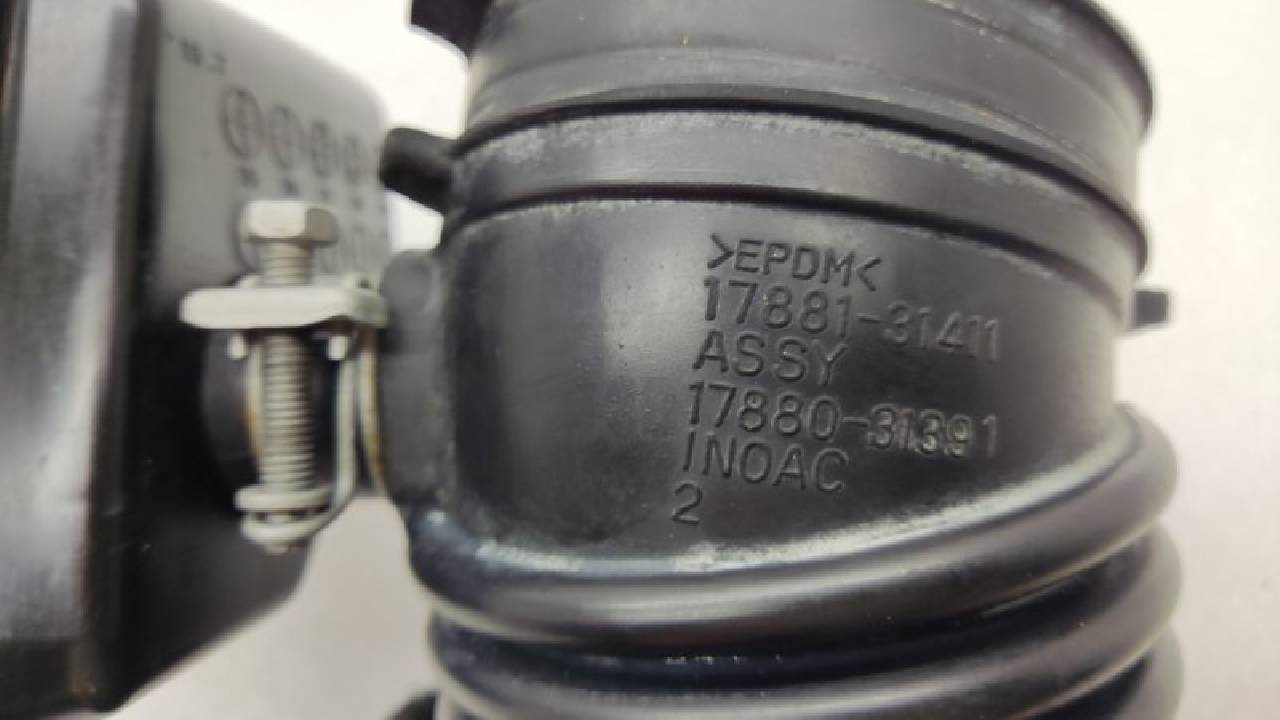 >EPDM<
17881-31411
ASSY
17880-31391
INOAC
2